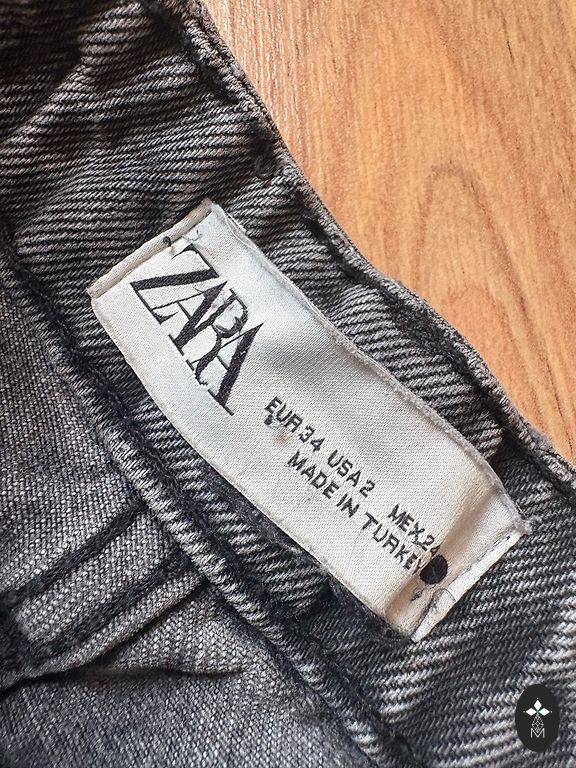 ZARA
EUR 34 USA 2 MEX 24
MADE IN TURKEY
M